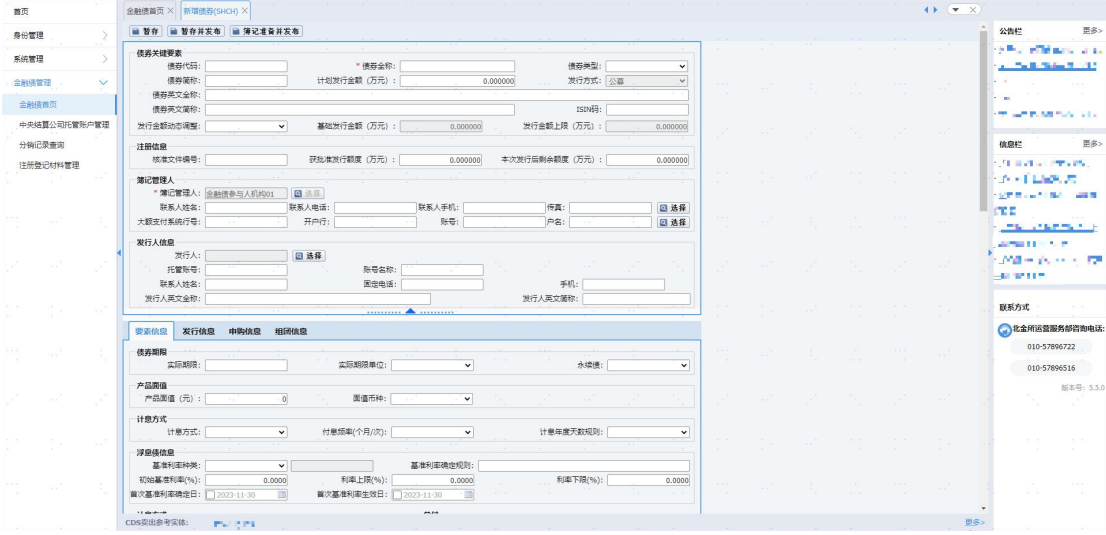 首页
身份管理
系统管理
金融债管理
金融债首页
中央结算公司托管账户管理
分销记录查询
注册登记材料管理
金融债首页 × 新增债券(SHCH) ×
暂存 暂存并发布 簿记准备并发布
债券关键要素
债券代码: * 债券全称: 债券类型:
债券简称: 计划发行金额（万元）: 0.000000 发行方式: 公募
债券英文全称:
债券英文简称: ISIN码:
发行金额动态调整: 基础发行金额（万元）: 0.000000 发行金额上限（万元）: 0.000000
注册信息
核准文件编号: 获批准发行额度（万元）: 0.000000 本次发行后剩余额度（万元）: 0.000000
簿记管理人
* 簿记管理人: 金融债参与人机构01 选择
联系人姓名: 联系人电话: 联系人手机: 传真: 选择
大额支付系统行号: 开户行: 账号: 户名: 选择
发行人信息
发行人: 选择
托管账号: 账号名称:
联系人姓名: 固定电话: 手机:
发行人英文全称: 发行人英文简称:
要素信息 发行信息 申购信息 组团信息
债券期限
实际期限: 实际期限单位: 永续债:
产品面值
产品面值（元）: 0 面值币种:
计息方式
计息方式: 付息频率(个月/次): 计息年度天数规则:
浮息债信息
基准利率种类: 基准利率确定规则:
初始基准利率(%): 0.0000 利率上限(%): 0.0000 利率下限(%): 0.0000
首次基准利率确定日: 2023-11-30 首次基准利率生效日: 2023-11-30
CDS卖出参考实体: 更多>
公告栏 更多>
信息栏 更多>
联系方式
北金所运营服务部咨询电话:
010-57896722
010-57896516
版本号: 5.5.0